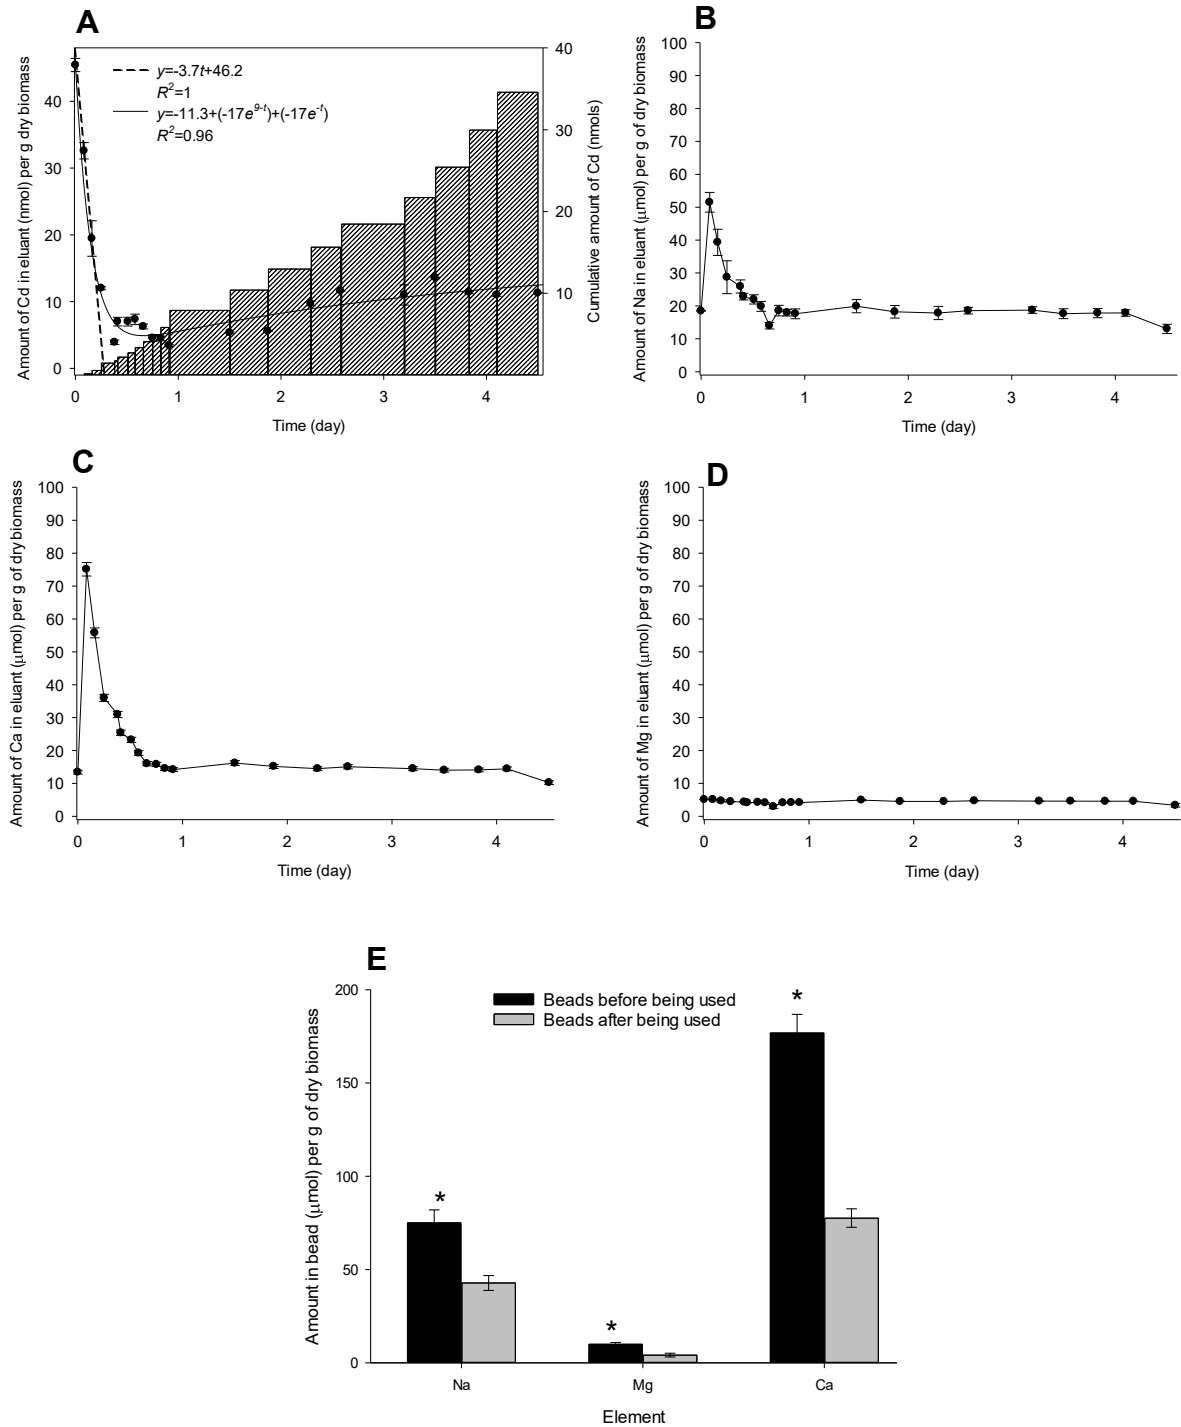 A
Amount of Cd in eluant (nmol) per g dry biomass
40
30
20
10
0
y=-3.7t+46.2
R²=1
y=-11.3+(-17e^9-t)+(-17e^-t)
R²=0.96
40
30
20
10
Cumulative amount of Cd (nmols)
0 1 2 3 4
Time (day)
B
Amount of Na in eluant (μmol) per g of dry biomass
100
90
80
70
60
50
40
30
20
10
0
0 1 2 3 4
Time (day)
C
Amount of Ca in eluant (μmol) per g of dry biomass
100
90
80
70
60
50
40
30
20
10
0
0 1 2 3 4
Time (day)
D
Amount of Mg in eluant (μmol) per g of dry biomass
100
90
80
70
60
50
40
30
20
10
0
0 1 2 3 4
Time (day)
E
Amount in bead (μmol) per g of dry biomass
200
150
100
50
0
Beads before being used
Beads after being used
*
*
*
Na Mg Ca
Element